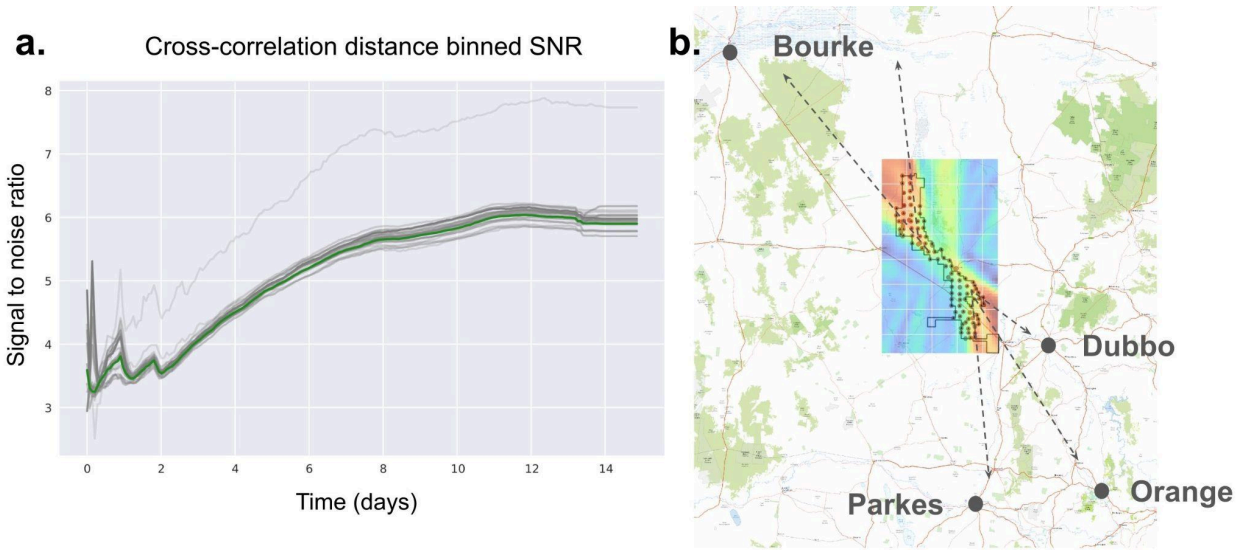 a.
Cross-correlation distance binned SNR
Signal to noise ratio
8
7
6
5
4
3
0
2
4
6
8
10
12
14
Time (days)
b.
Bourke
Dubbo
Parkes
Orange